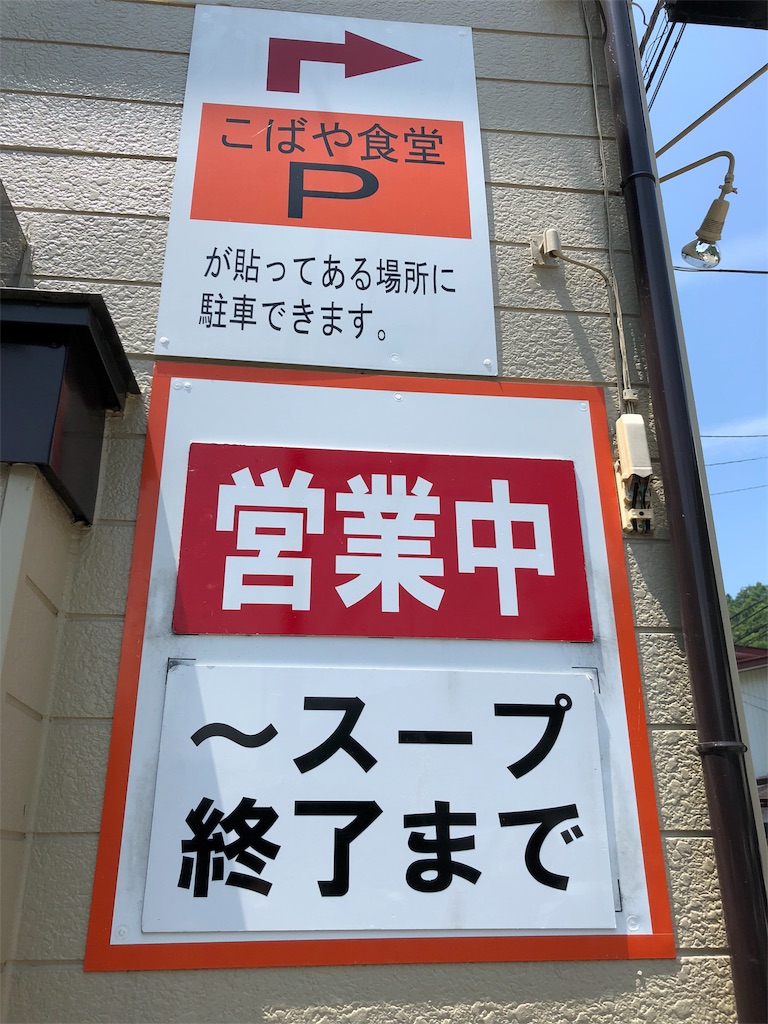 こばや食堂
P
が貼ってある場所に
駐車できます。
営業中
～スープ
終了まで